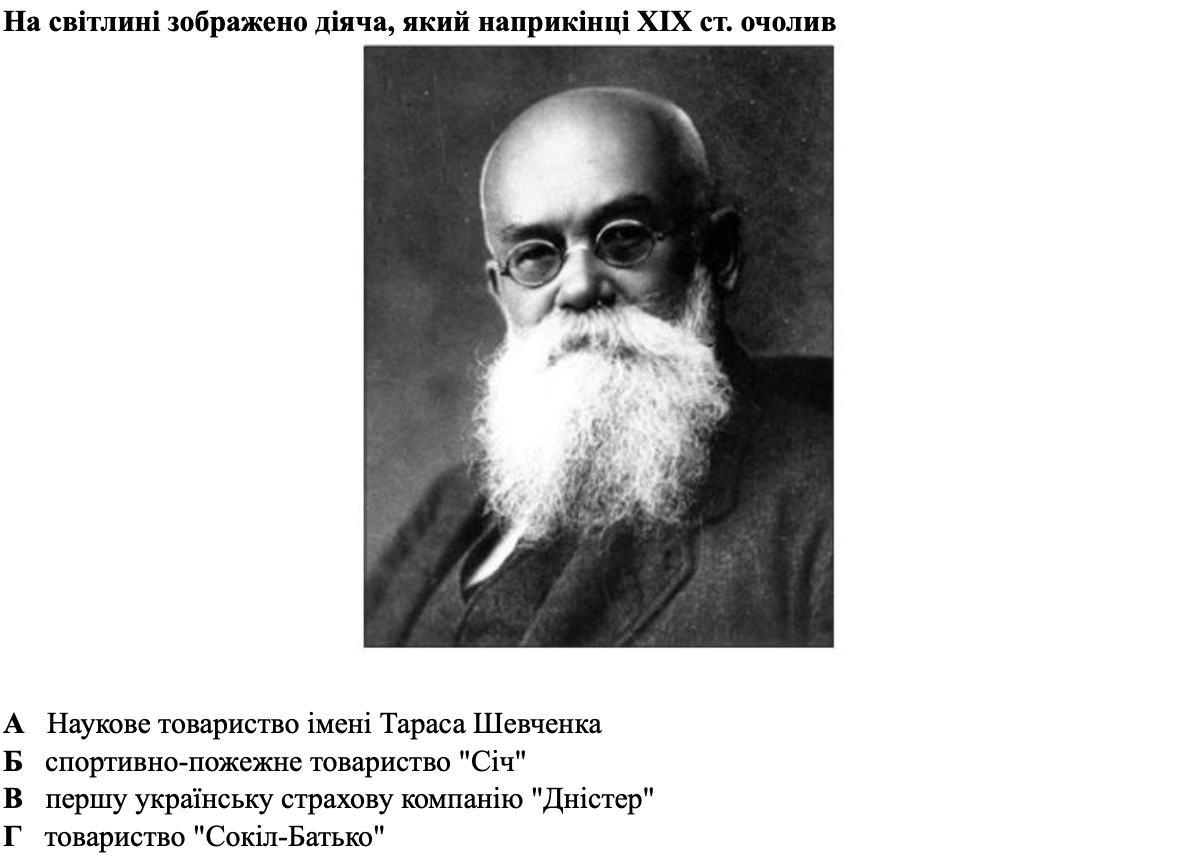 На світлині зображено діяча, який наприкінці XIX ст. очолив
А Наукове товариство імені Тараса Шевченка
Б спортивно-пожежне товариство "Січ"
В першу українську страхову компанію "Дністер"
Г товариство "Сокіл-Батько"